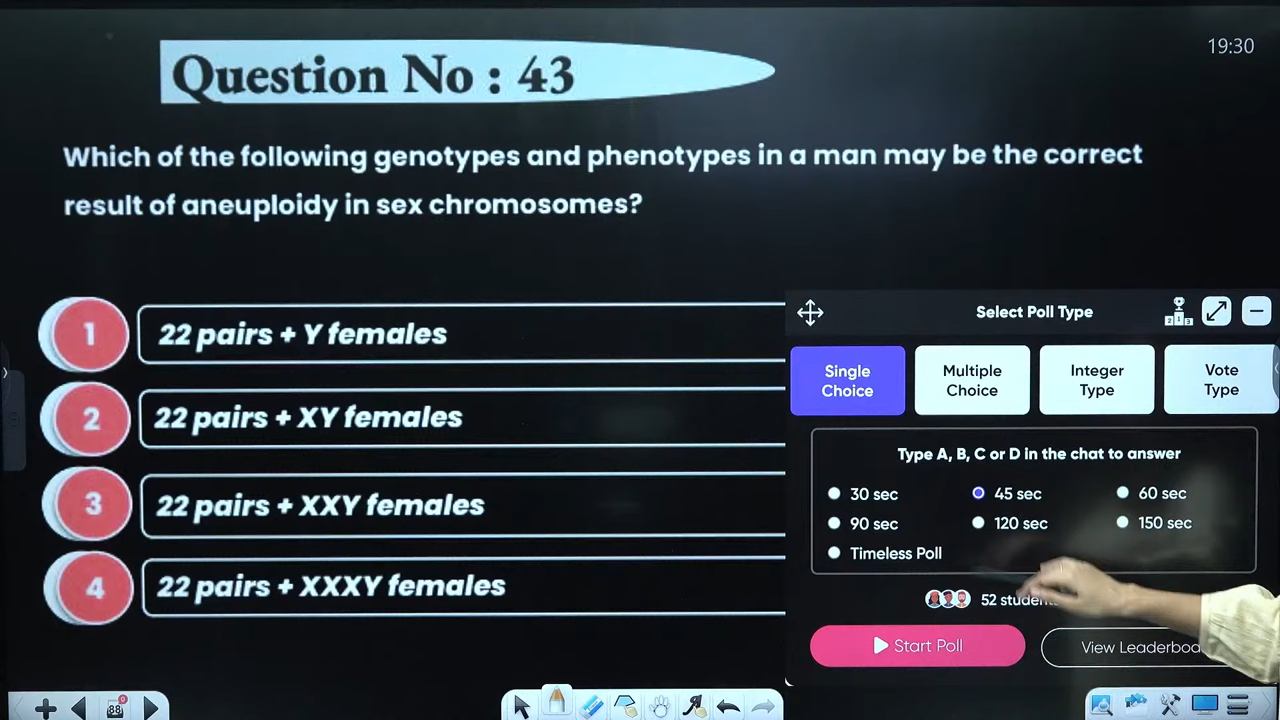 19:30
Question No : 43
Which of the following genotypes and phenotypes in a man may be the correct
result of aneuploidy in sex chromosomes?
1 22 pairs + Y females
2 22 pairs + XY females
3 22 pairs + XXY females
4 22 pairs + XXXY females
Select Poll Type
Single Choice
Multiple Choice
Integer Type
Vote Type
Type A, B, C or D in the chat to answer
30 sec 45 sec 60 sec
90 sec 120 sec 150 sec
Timeless Poll
52
Start Poll
View
88